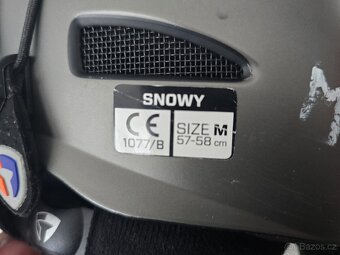 SNOWY
CE
1077/B
SIZE M
57-58 cm
M
bazos.cz